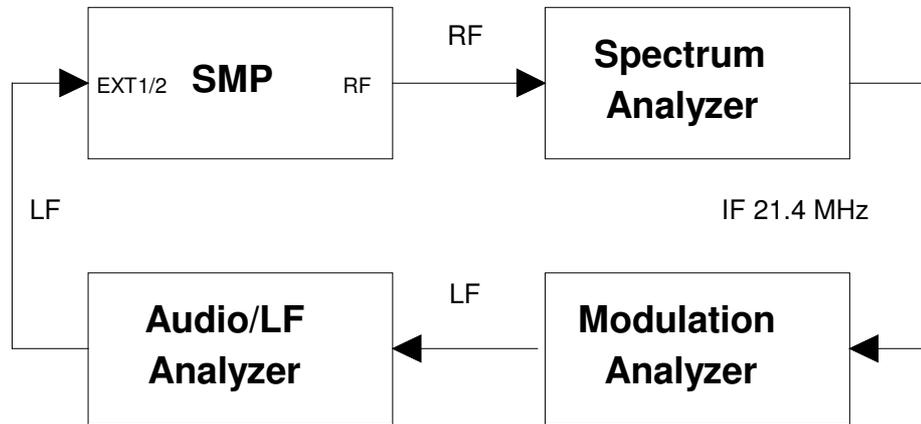 RF
EXT1/2 SMP RF
Spectrum
Analyzer
LF
IF 21.4 MHz
Audio/LF
Analyzer
LF
Modulation
Analyzer